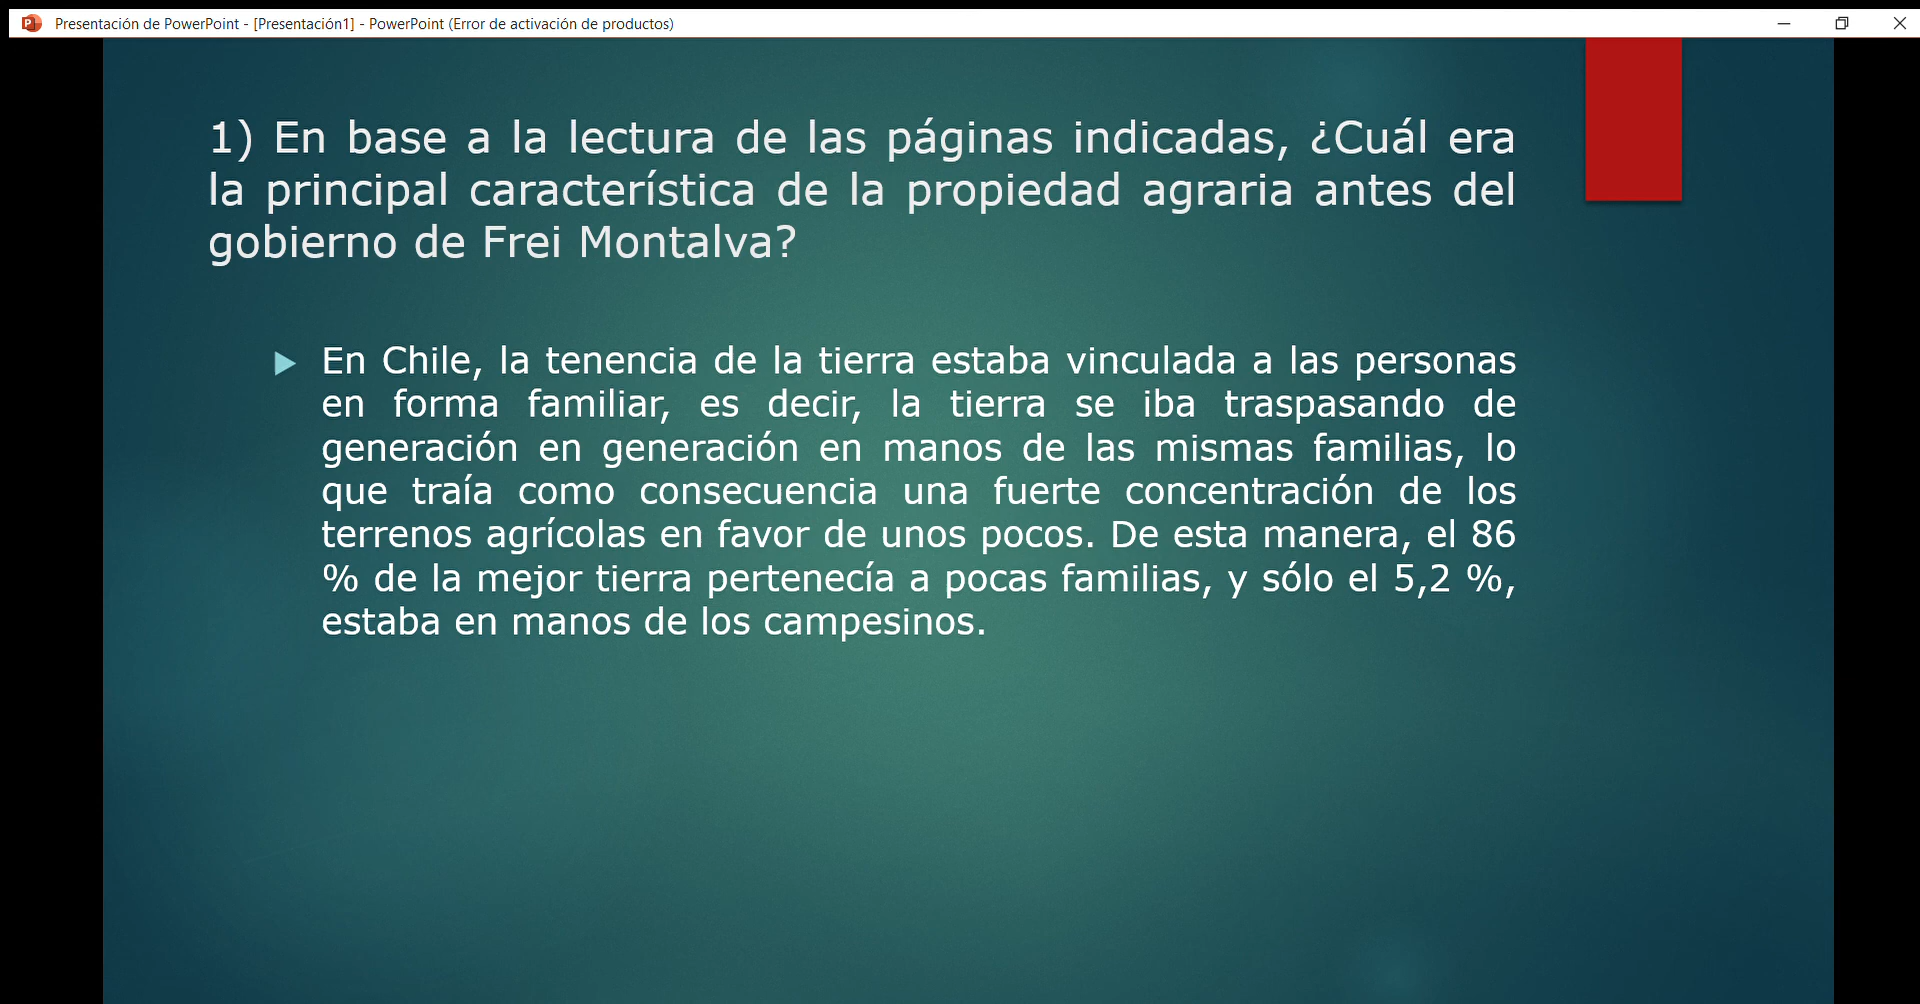 Presentación de PowerPoint - [Presentación1] - PowerPoint (Error de activación de productos)
1) En base a la lectura de las páginas indicadas, ¿Cuál era
la principal característica de la propiedad agraria antes del
gobierno de Frei Montalva?
En Chile, la tenencia de la tierra estaba vinculada a las personas
en forma familiar, es decir, la tierra se iba traspasando de
generación en generación en manos de las mismas familias, lo
que traía como consecuencia una fuerte concentración de los
terrenos agrícolas en favor de unos pocos. De esta manera, el 86
% de la mejor tierra pertenecía a pocas familias, y sólo el 5,2 %,
estaba en manos de los campesinos.